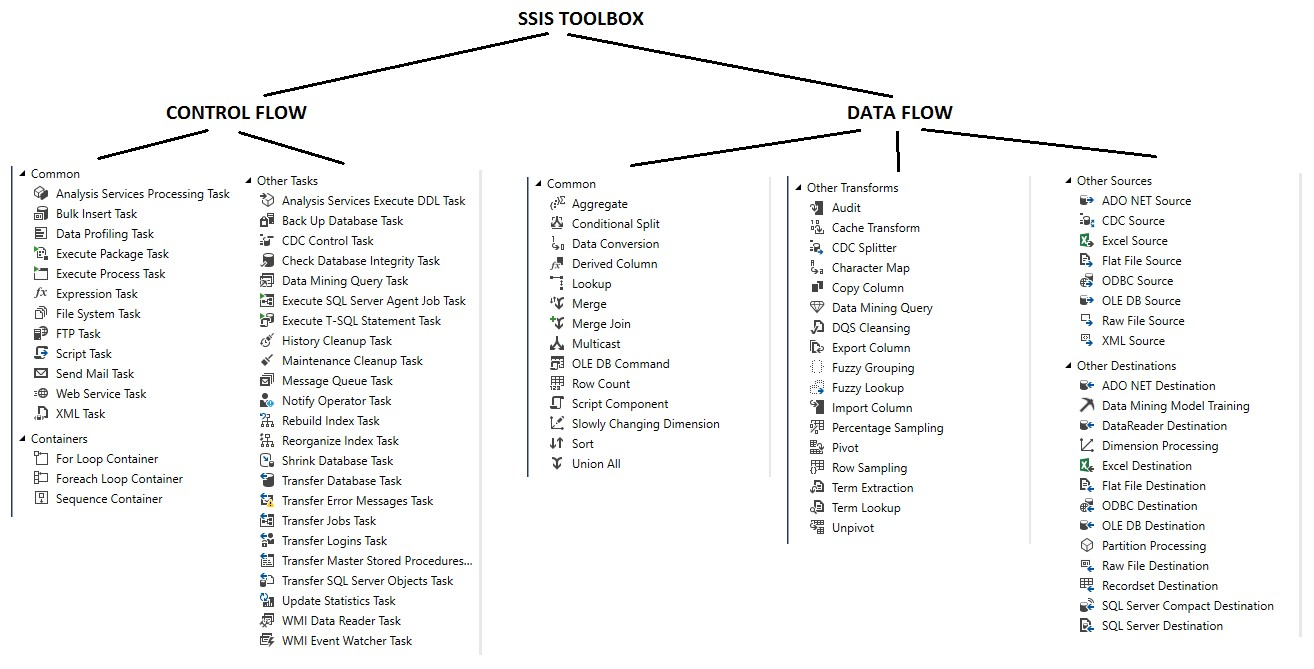 SSIS TOOLBOX
CONTROL FLOW
Common
Analysis Services Processing Task
Bulk Insert Task
Data Profiling Task
Execute Package Task
Execute Process Task
Expression Task
File System Task
FTP Task
Script Task
Send Mail Task
Web Service Task
XML Task
Containers
For Loop Container
Foreach Loop Container
Sequence Container
Other Tasks
Analysis Services Execute DDL Task
Back Up Database Task
CDC Control Task
Check Database Integrity Task
Data Mining Query Task
Execute SQL Server Agent Job Task
Execute T-SQL Statement Task
History Cleanup Task
Maintenance Cleanup Task
Message Queue Task
Notify Operator Task
Rebuild Index Task
Reorganize Index Task
Shrink Database Task
Transfer Database Task
Transfer Error Messages Task
Transfer Jobs Task
Transfer Logins Task
Transfer Master Stored Procedures...
Transfer SQL Server Objects Task
Update Statistics Task
WMI Data Reader Task
WMI Event Watcher Task
DATA FLOW
Common
Aggregate
Conditional Split
Data Conversion
Derived Column
Lookup
Merge
Merge Join
Multicast
OLE DB Command
Row Count
Script Component
Slowly Changing Dimension
Sort
Union All
Other Transforms
Audit
Cache Transform
CDC Splitter
Character Map
Copy Column
Data Mining Query
DQS Cleansing
Export Column
Fuzzy Grouping
Fuzzy Lookup
Import Column
Percentage Sampling
Pivot
Row Sampling
Term Extraction
Term Lookup
Unpivot
Other Sources
ADO NET Source
CDC Source
Excel Source
Flat File Source
ODBC Source
OLE DB Source
Raw File Source
XML Source
Other Destinations
ADO NET Destination
Data Mining Model Training
DataReader Destination
Dimension Processing
Excel Destination
Flat File Destination
ODBC Destination
OLE DB Destination
Partition Processing
Raw File Destination
Recordset Destination
SQL Server Compact Destination
SQL Server Destination